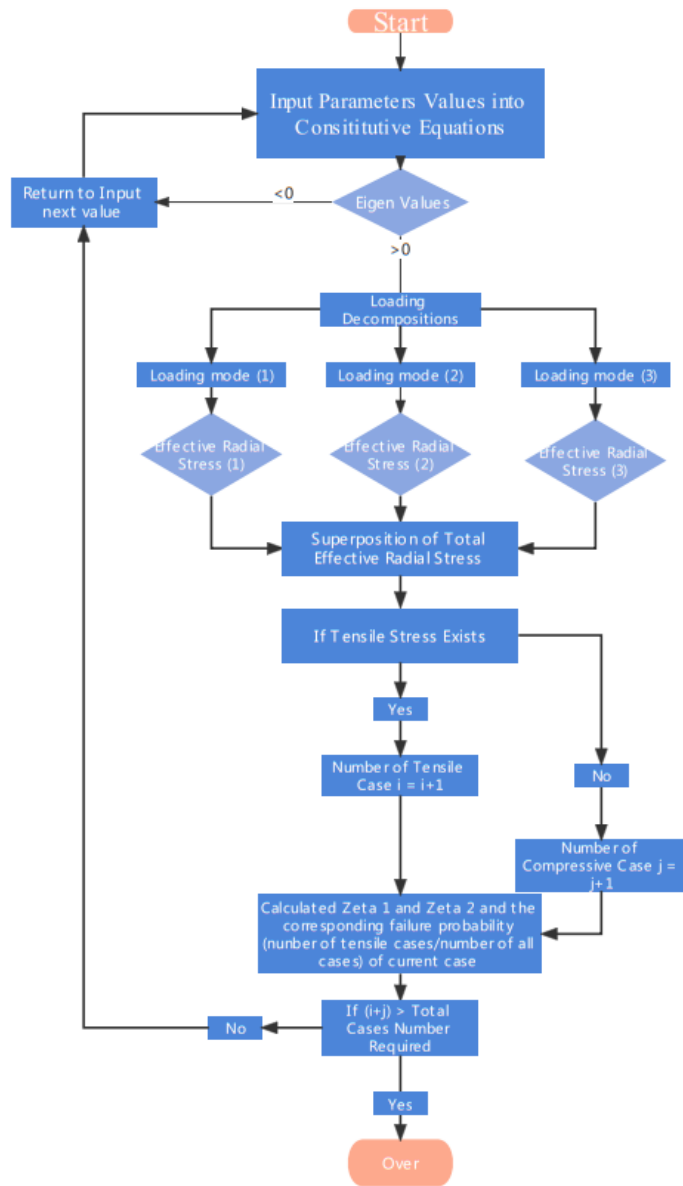 Start
Input Parameters Values into
Consititutive Equations
Return to Input
next value
<0
Eigen Values
>0
Loading
Decompositions
Loading mode (1)
Loading mode (2)
Loading mode (3)
Effective Radial
Stress (1)
Effective Radial
Stress (2)
Effective Radial
Stress (3)
Superposition of Total
Effective Radial Stress
If Tensile Stress Exists
Yes
No
Number of Tensile
Case i = i+1
Number of
Compressive Case j =
j+1
Calculated Zeta 1 and Zeta 2 and the
corresponding failure probability
(nunber of tensile cases/number of all
cases) of current case
If (i+j) > Total
Cases Number
Required
No
Yes
Over